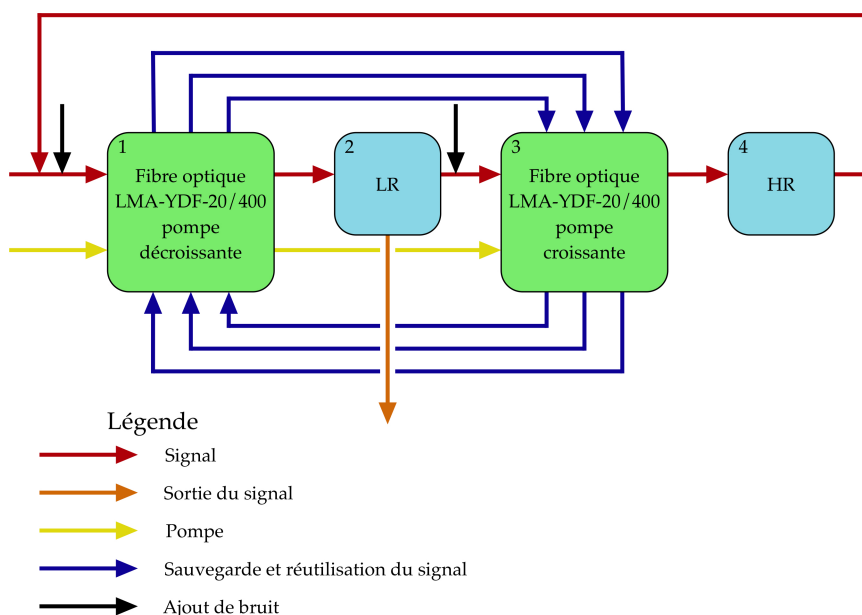 1
Fibre optique
LMA-YDF-20/400
pompe
décroissante
2
LR
3
Fibre optique
LMA-YDF-20/400
pompe
croissante
4
HR
Légende
Signal
Sortie du signal
Pompe
Sauvegarde et réutilisation du signal
Ajout de bruit